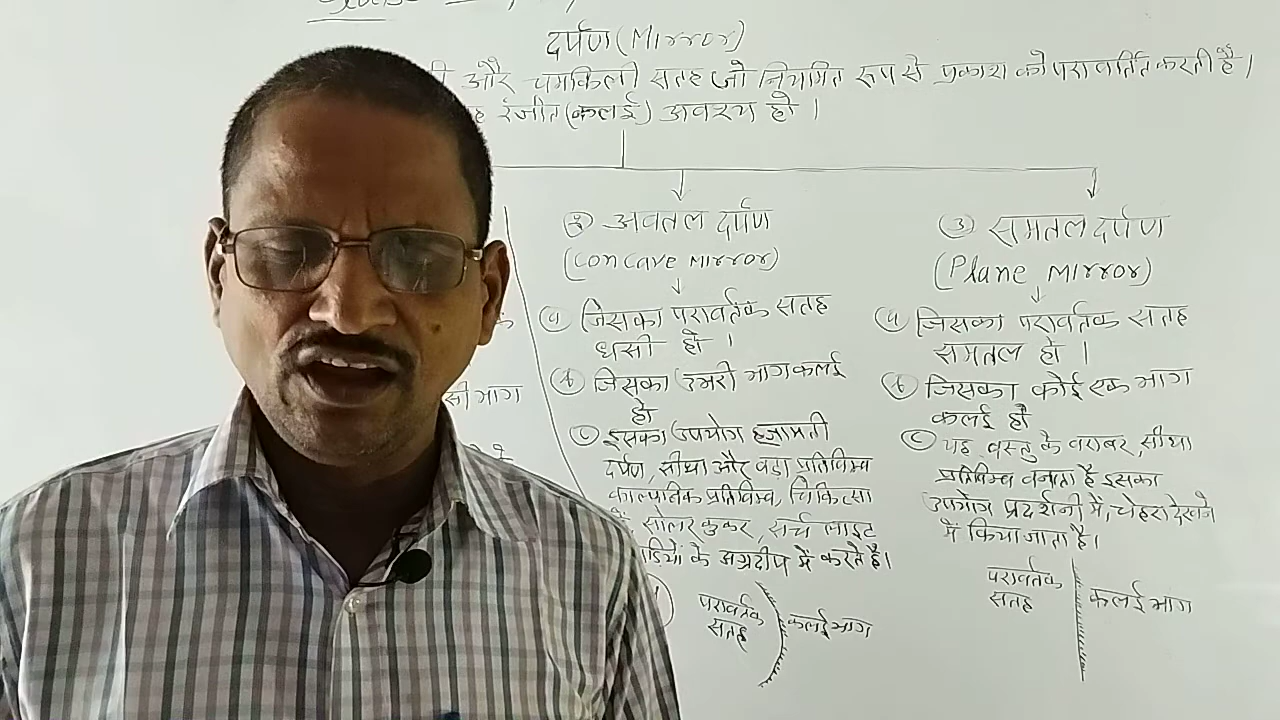 दर्पण (Mirror)
और चमकिली सतह जो नियमित रूप से प्रकाश को परावर्तित करती है।
रंजीत (कलई) अवश्य हो।
② अवतल दर्पण
(Concave Mirror)
ⓐ जिसका परावर्तक सतह
धसी हो।
ⓑ जिसका उभरी भाग कलई
हो
ⓒ इसका उपयोग हजामती
दर्पण, सीधा और बड़ा प्रतिबिम्ब
काल्पनिक प्रतिबिम्ब, चिकित्सा
सोलर कुकर, सर्च लाइट
के अग्रदीप में करते है।
परावर्तक
सतह
कलई भाग
③ समतल दर्पण
(Plane Mirror)
ⓐ जिसका परावर्तक सतह
समतल हो।
ⓑ जिसका कोई एक भाग
कलई हो
ⓒ यह वस्तु के बराबर, सीधा
प्रतिबिम्ब बनाता है इसका
उपयोग प्रदर्शनी में, चेहरा देखने
में किया जाता है।
परावर्तक
सतह
कलई भाग
सी भाग